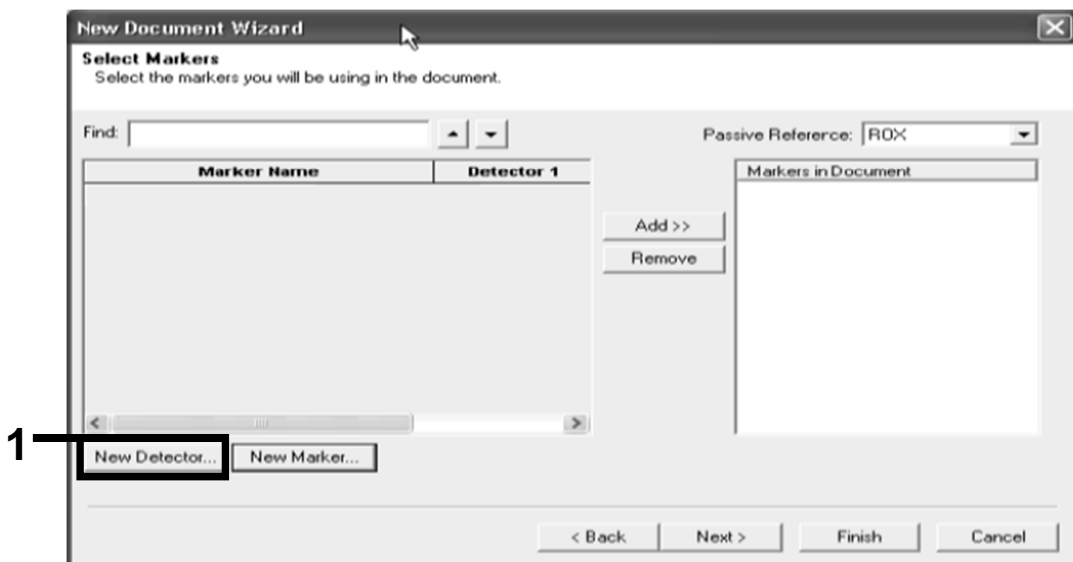 New Document Wizard
Select Markers
Select the markers you will be using in the document.
Find:
Passive Reference: ROX
Marker Name Detector 1
Markers in Document
Add >>
Remove
1
New Detector... New Marker...
< Back Next > Finish Cancel